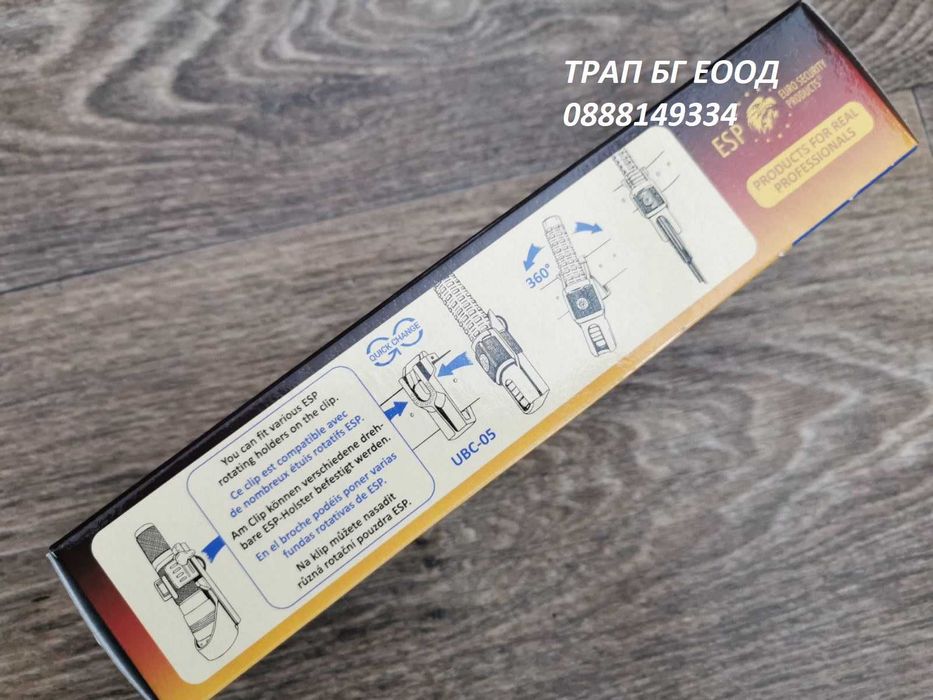 ТРАП БГ ЕООД
0888149334
ESP
EURO SECURITY
PRODUCTS®
PRODUCTS FOR REAL
PROFESSIONALS
360°
QUICK CHANGE
UBC-05
You can fit various ESP
rotating holders on the clip.
Ce clip est compatible avec
de nombreux étuis rotatifs ESP.
Am Clip können verschiedene dreh-
bare ESP-Holster befestigt werden.
En el broche podéis poner varias
fundas rotativas de ESP.
Na klip můžete nasadit
různá rotační pouzdra ESP.